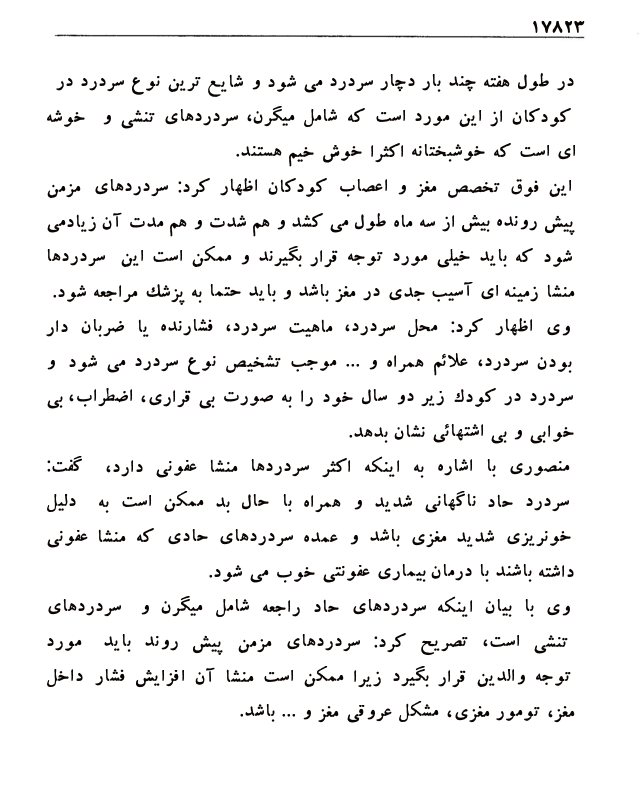 ۱۷۸۲۳
در طول هفته چند بار دچار سردرد می شود و شایع ترین نوع سردرد در
کودکان از این مورد است که شامل میگرن، سردردهای تنشی و خوشه
ای است که خوشبختانه اکثرا خوش خیم هستند.
این فوق تخصص مغز و اعصاب کودکان اظهار کرد: سردردهای مزمن
پیش رونده بیش از سه ماه طول می کشد و هم شدت و هم مدت آن زیادمی
شود که باید خیلی مورد توجه قرار بگیرند و ممکن است این سردردها
منشا زمینه ای آسیب جدی در مغز باشد و باید حتما به پزشك مراجعه شود.
وی اظهار کرد: محل سردرد، ماهیت سردرد، فشارنده یا ضربان دار
بودن سردرد، علائم همراه و ... موجب تشخیص نوع سردرد می شود و
سردرد در کودك زیر دو سال خود را به صورت بی قراری، اضطراب، بی
خوابی و بی اشتهائی نشان بدهد.
منصوری با اشاره به اینکه اکثر سردردها منشا عفونی دارد، گفت:
سردرد حاد ناگهانی شدید و همراه با حال بد ممکن است به دلیل
خونریزی شدید مغزی باشد و عمده سردردهای حادی که منشا عفونی
داشته باشند با درمان بیماری عفونتی خوب می شود.
وی با بیان اینکه سردردهای حاد راجعه شامل میگرن و سردردهای
تنشی است، تصریح کرد: سردردهای مزمن پیش روند باید مورد
توجه والدین قرار بگیرد زیرا ممکن است منشا آن افزایش فشار داخل
مغز، تومور مغزی، مشکل عروقی مغز و ... باشد.